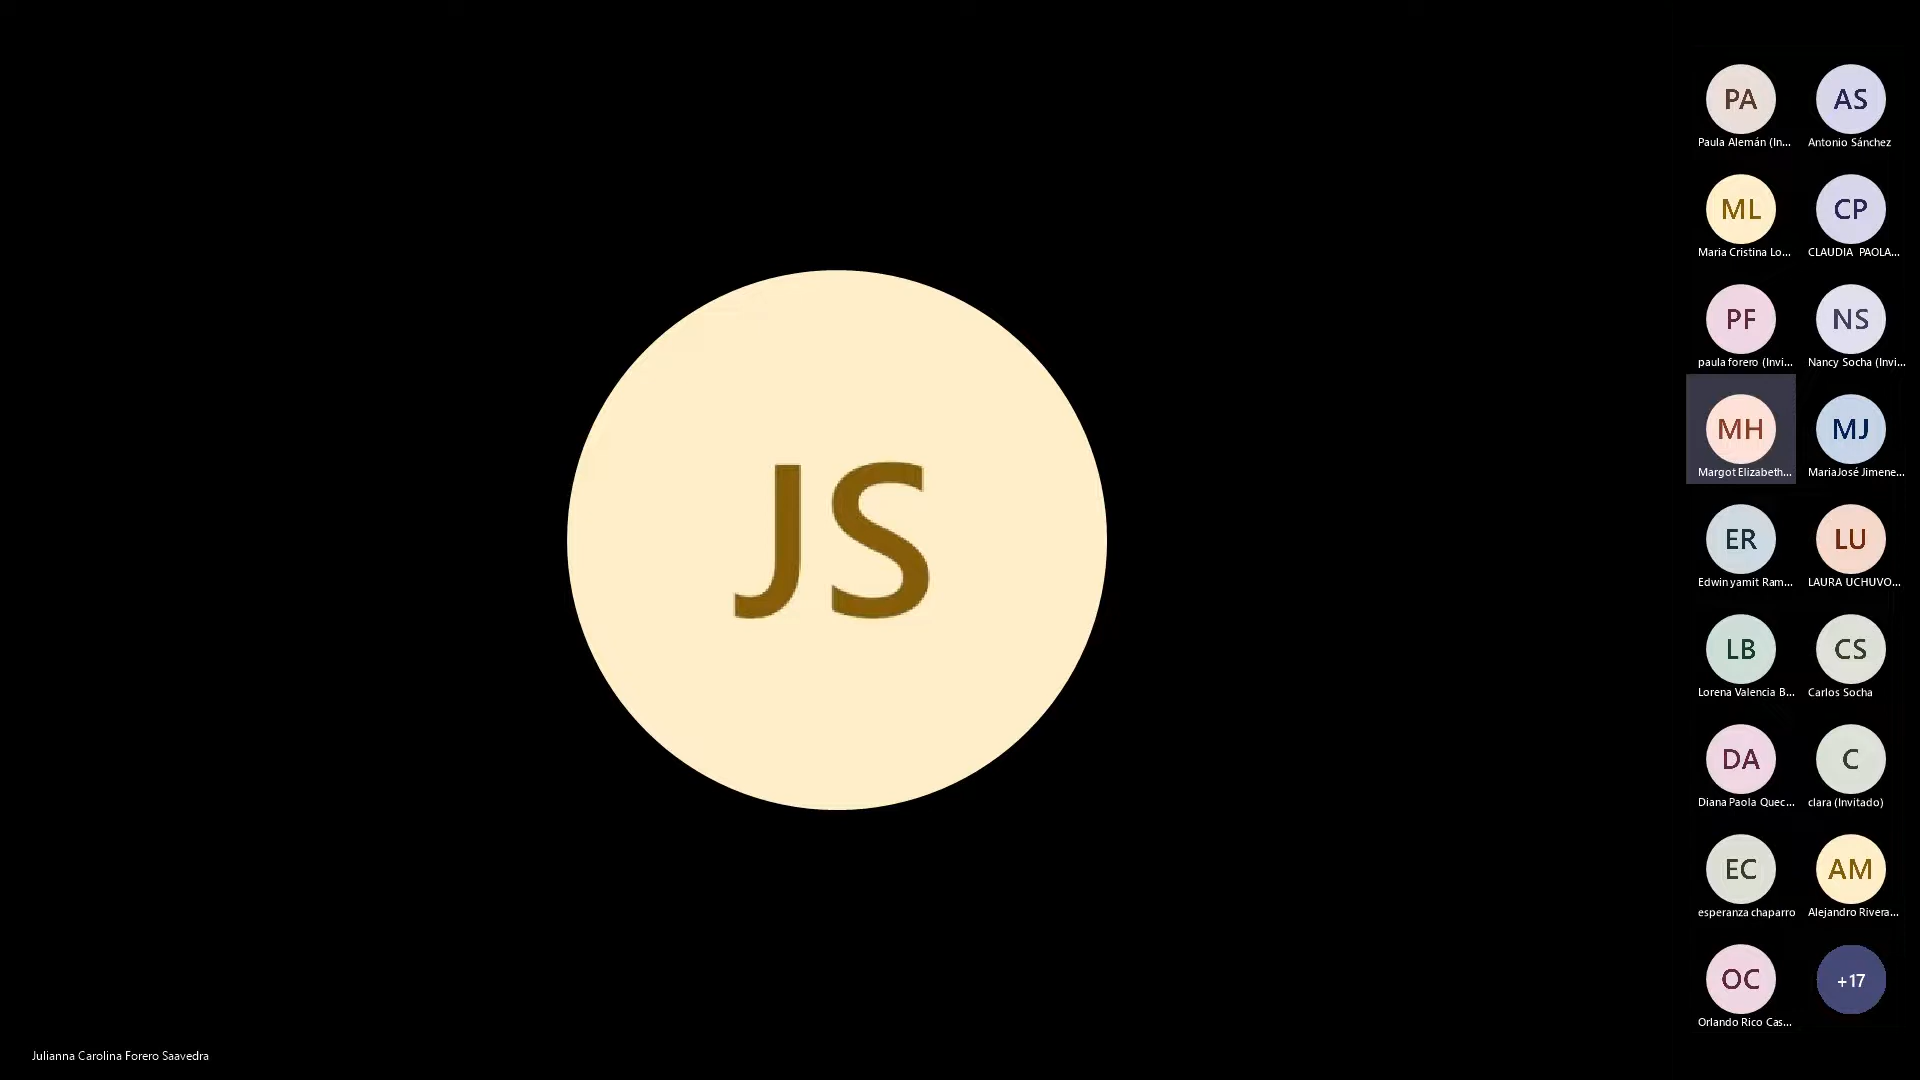 PA
AS
Paula Alemán (In...
Antonio Sánchez
ML
CP
Maria Cristina Lo...
CLAUDIA PAOLA...
PF
NS
paula forero (Invi...
Nancy Socha (Invi...
MH
MJ
Margot Elizabeth...
MariaJosé Jimene...
JS
ER
LU
Edwin yamit Ram...
LAURA UCHUVO...
LB
CS
Lorena Valencia B...
Carlos Socha
DA
C
Diana Paola Quec...
clara (Invitado)
EC
AM
esperanza chaparro
Alejandro Rivera...
OC
+17
Orlando Rico Cas...
Julianna Carolina Forero Saavedra